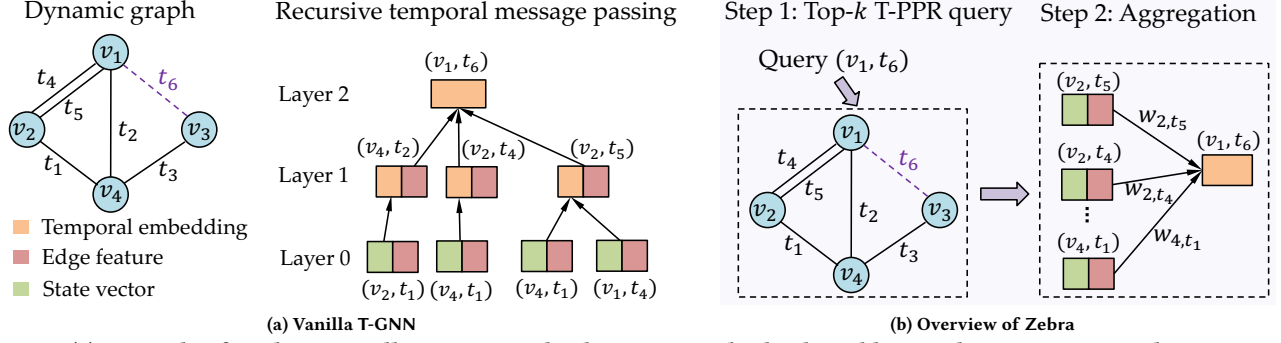 Dynamic graph
v1
t4
t6
t5
v2
t2
v3
t1
t3
v4
Temporal embedding
Edge feature
State vector
Recursive temporal message passing
(v1, t6)
Layer 2
(v4, t2)
(v2, t4)
(v2, t5)
Layer 1
Layer 0
(v2, t1)
(v4, t1)
(v4, t1)
(v1, t4)
(a) Vanilla T-GNN
Step 1: Top-k T-PPR query
Query (v1, t6)
v1
t4
t6
t5
v2
t2
v3
t1
t3
v4
Step 2: Aggregation
(v2, t5)
w2,t5
(v1, t6)
(v2, t4)
w2,t4
⋮
(v4, t1)
w4,t1
(b) Overview of Zebra